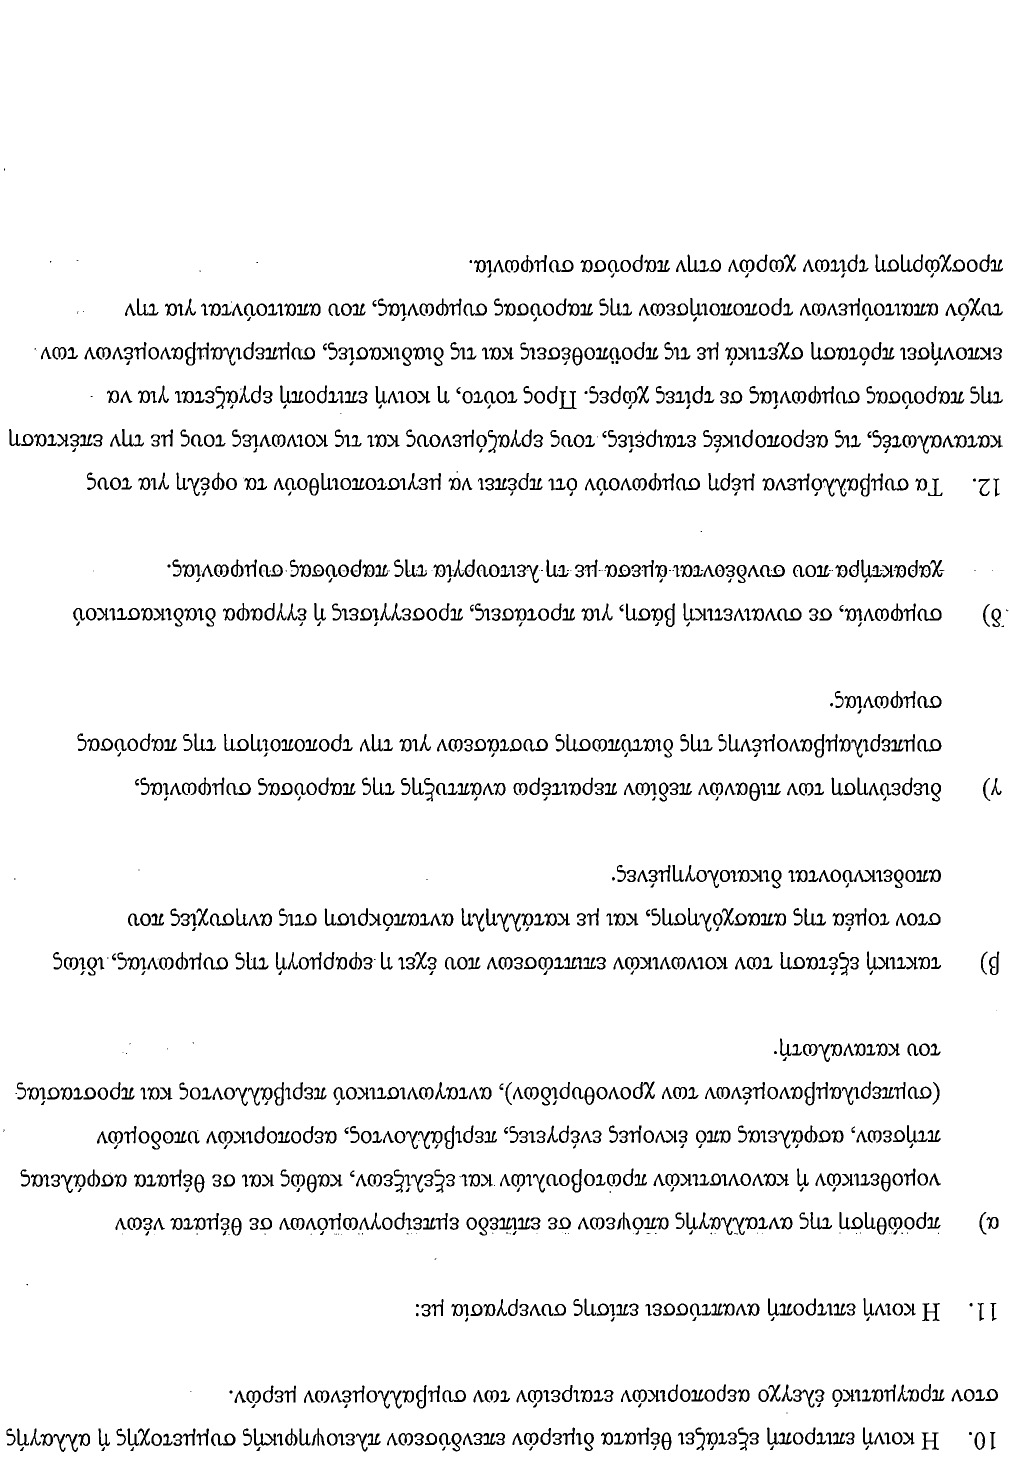 10. Η κοινή επιτροπή εξετάζει θέματα διμερών επενδύσεων πλειοψηφικής συμμετοχής ή αλλαγής
στον πραγματικό έλεγχο αεροπορικών εταιρειών των συμβαλλομένων μερών.
11. Η κοινή επιτροπή αναπτύσσει επίσης συνεργασία με:
α) προώθηση της ανταλλαγής απόψεων σε επίπεδο εμπειρογνωμόνων σε θέματα νέων
νομοθετικών ή κανονιστικών πρωτοβουλιών και εξελίξεων, καθώς και σε θέματα ασφάλειας
πτήσεων, ασφάλειας από έκνομες ενέργειες, περιβάλλοντος, αεροπορικών υποδομών
(συμπεριλαμβανομένων των χρονοθυρίδων), ανταγωνιστικού περιβάλλοντος και προστασίας
του καταναλωτή.
β) τακτική εξέταση των κοινωνικών επιπτώσεων που έχει η εφαρμογή της συμφωνίας, ιδίως
στον τομέα της απασχόλησης, και με κατάλληλη ανταπόκριση στις ανησυχίες που
αποδεικνύονται δικαιολογημένες.
γ) διερεύνηση των πιθανών πεδίων περαιτέρω ανάπτυξης της παρούσας συμφωνίας,
συμπεριλαμβανομένης της διατύπωσης συστάσεων για την τροποποίηση της παρούσας
συμφωνίας.
δ) συμφωνία, σε συναινετική βάση, για προτάσεις, προσεγγίσεις ή έγγραφα διαδικαστικού
χαρακτήρα που συνδέονται άμεσα με τη λειτουργία της παρούσας συμφωνίας.
12. Τα συμβαλλόμενα μέρη συμφωνούν ότι πρέπει να μεγιστοποιηθούν τα οφέλη για τους
καταναλωτές, τις αεροπορικές εταιρείες, τους εργαζόμενους και τις κοινωνίες τους με την επέκταση
της παρούσας συμφωνίας σε τρίτες χώρες. Προς τούτο, η κοινή επιτροπή εργάζεται για να
εκπονήσει πρόταση σχετικά με τις προϋποθέσεις και τις διαδικασίες, συμπεριλαμβανομένων των
τυχόν απαιτούμενων τροποποιήσεων της παρούσας συμφωνίας, που απαιτούνται για την
προσχώρηση τρίτων χωρών στην παρούσα συμφωνία.